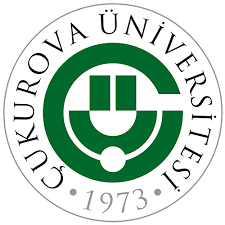 ÇUKUROVA ÜNİVERSİTESİ
• 1973 •